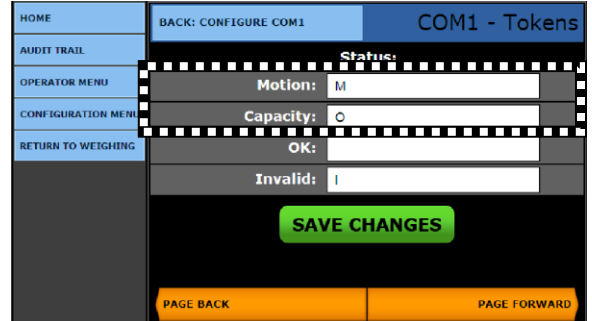 HOME
AUDIT TRAIL
OPERATOR MENU
CONFIGURATION MENU
RETURN TO WEIGHING
BACK: CONFIGURE COM1
COM1 - Tokens
Status:
Motion: M
Capacity: O
OK:
Invalid: I
SAVE CHANGES
PAGE BACK
PAGE FORWARD